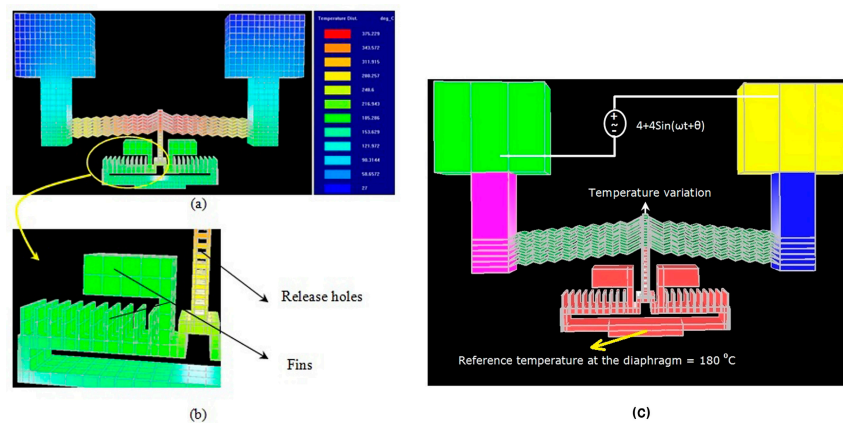 Temperature Dist. deg_C
375.229
343.572
311.915
280.257
248.6
216.943
185.286
153.629
121.972
90.3144
58.6572
27
(a)
Release holes
Fins
(b)
4+4Sin(ωt+θ)
Temperature variation
Reference temperature at the diaphragm = 180 °C
(C)